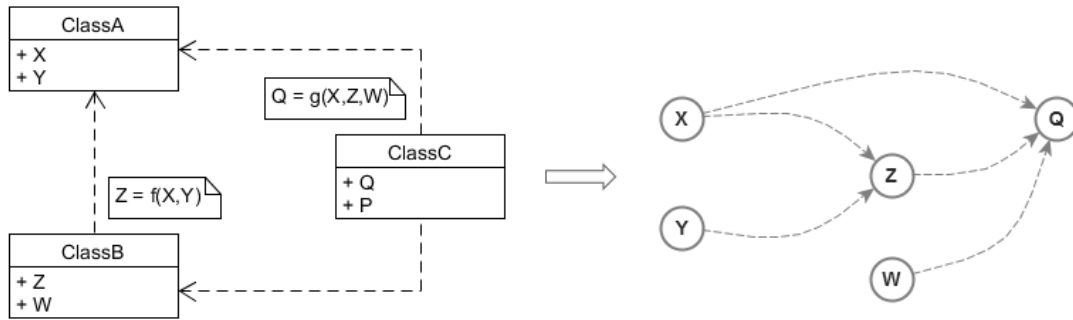 ClassA
+ X
+ Y
Q = g(X,Z,W)
ClassC
+ Q
+ P
Z = f(X,Y)
ClassB
+ Z
+ W
X
Q
Z
Y
W